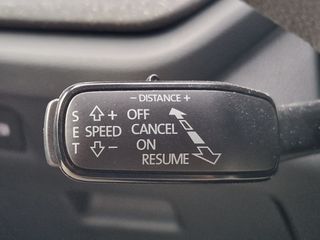 − DISTANCE +
S + OFF
E SPEED CANCEL
T − ON
RESUME